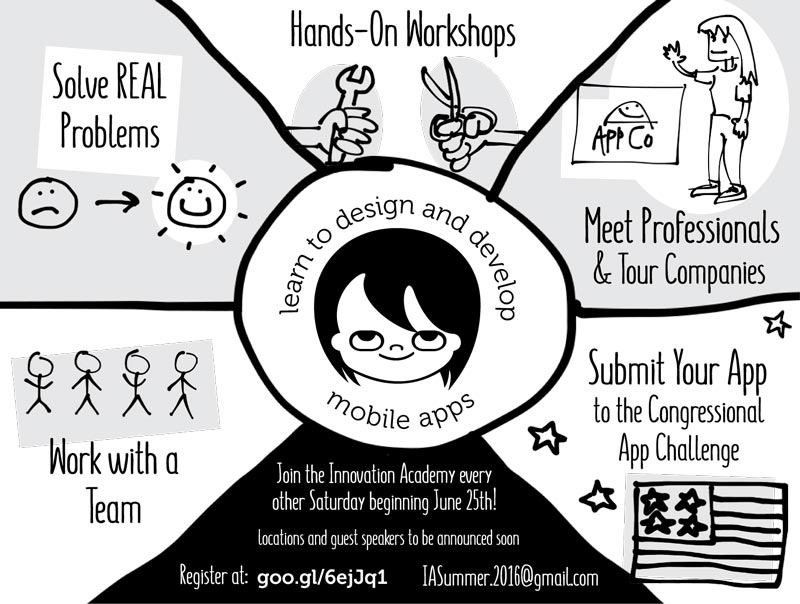 Hands-On Workshops
Solve REAL
Problems
App Co
Meet Professionals
& Tour Companies
learn to design and develop
mobile apps
Work with a
Team
Submit Your App
to the Congressional
App Challenge
Join the Innovation Academy every
other Saturday beginning June 25th!
locations and guest speakers to be announced soon
Register at: goo.gl/6ejJq1 IASummer.2016@gmail.com